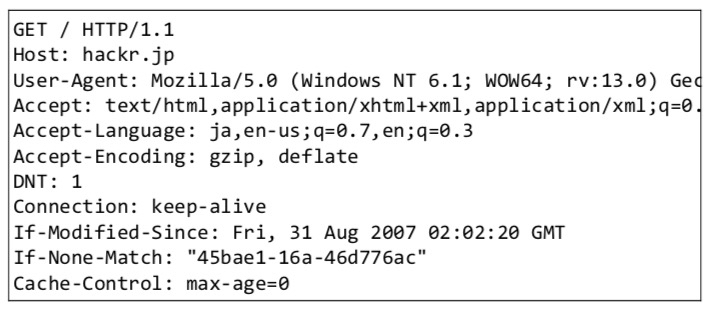 GET / HTTP/1.1
Host: hackr.jp
User-Agent: Mozilla/5.0 (Windows NT 6.1; WOW64; rv:13.0) Gec
Accept: text/html,application/xhtml+xml,application/xml;q=0.
Accept-Language: ja,en-us;q=0.7,en;q=0.3
Accept-Encoding: gzip, deflate
DNT: 1
Connection: keep-alive
If-Modified-Since: Fri, 31 Aug 2007 02:02:20 GMT
If-None-Match: "45bae1-16a-46d776ac"
Cache-Control: max-age=0